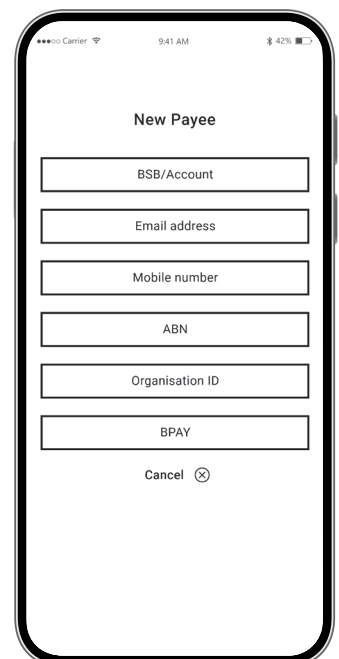 ●●●○○ Carrier 9:41 AM 42%
New Payee
BSB/Account
Email address
Mobile number
ABN
Organisation ID
BPAY
Cancel